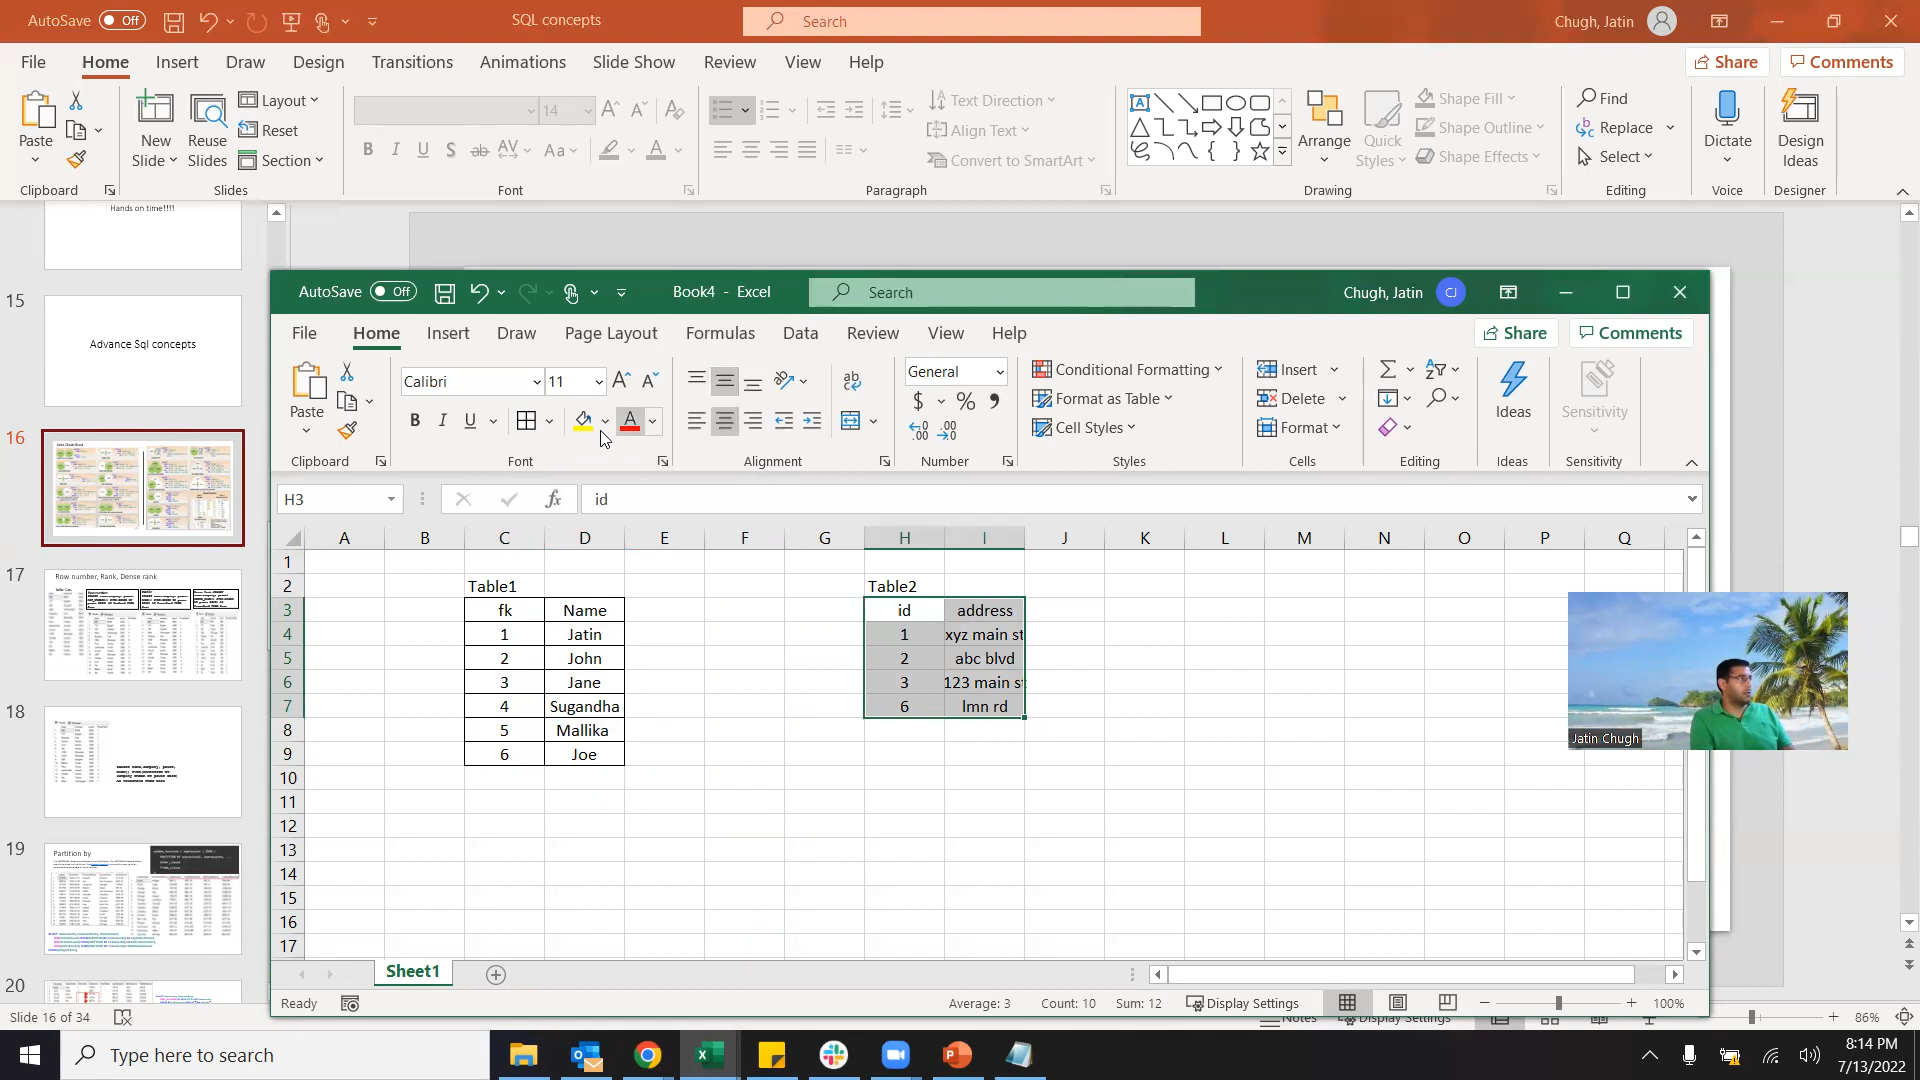 AutoSave Off SQL concepts Search Chugh, Jatin
File Home Insert Draw Design Transitions Animations Slide Show Review View Help Share Comments
Paste New Slide Reuse Slides Layout Reset Section
14
B I U S ab AV Aa A
Text Direction
Align Text
Convert to SmartArt
Arrange Quick Styles
Shape Fill
Shape Outline
Shape Effects
Find
Replace
Select
Dictate
Design Ideas
Clipboard Slides Font Paragraph Drawing Editing Voice Designer
Hands on time!!!!
15
Advance Sql concepts
16
17
Row number, Rank, Dense rank
18
19
Partition by
20
AutoSave Off Book4 - Excel Search Chugh, Jatin CJ
File Home Insert Draw Page Layout Formulas Data Review View Help Share Comments
Paste Calibri 11
B I U A
ab
General
$ % 9
Conditional Formatting
Format as Table
Cell Styles
Insert
Delete
Format
Ideas
Sensitivity
Clipboard Font Alignment Number Styles Cells Editing Ideas Sensitivity
H3 fx id
A B C D E F G H I J K L M N O P Q
1
2 Table1 Table2
3 fk Name id address
4 1 Jatin 1 xyz main st
5 2 John 2 abc blvd
6 3 Jane 3 123 main st
7 4 Sugandha 6 lmn rd
8 5 Mallika
9 6 Joe
10
11
12
13
14
15
16
17
Jatin Chugh
Sheet1
Ready Average: 3 Count: 10 Sum: 12 Display Settings 100%
Slide 16 of 34 Notes Display Settings 86%
Type here to search
8:14 PM
7/13/2022